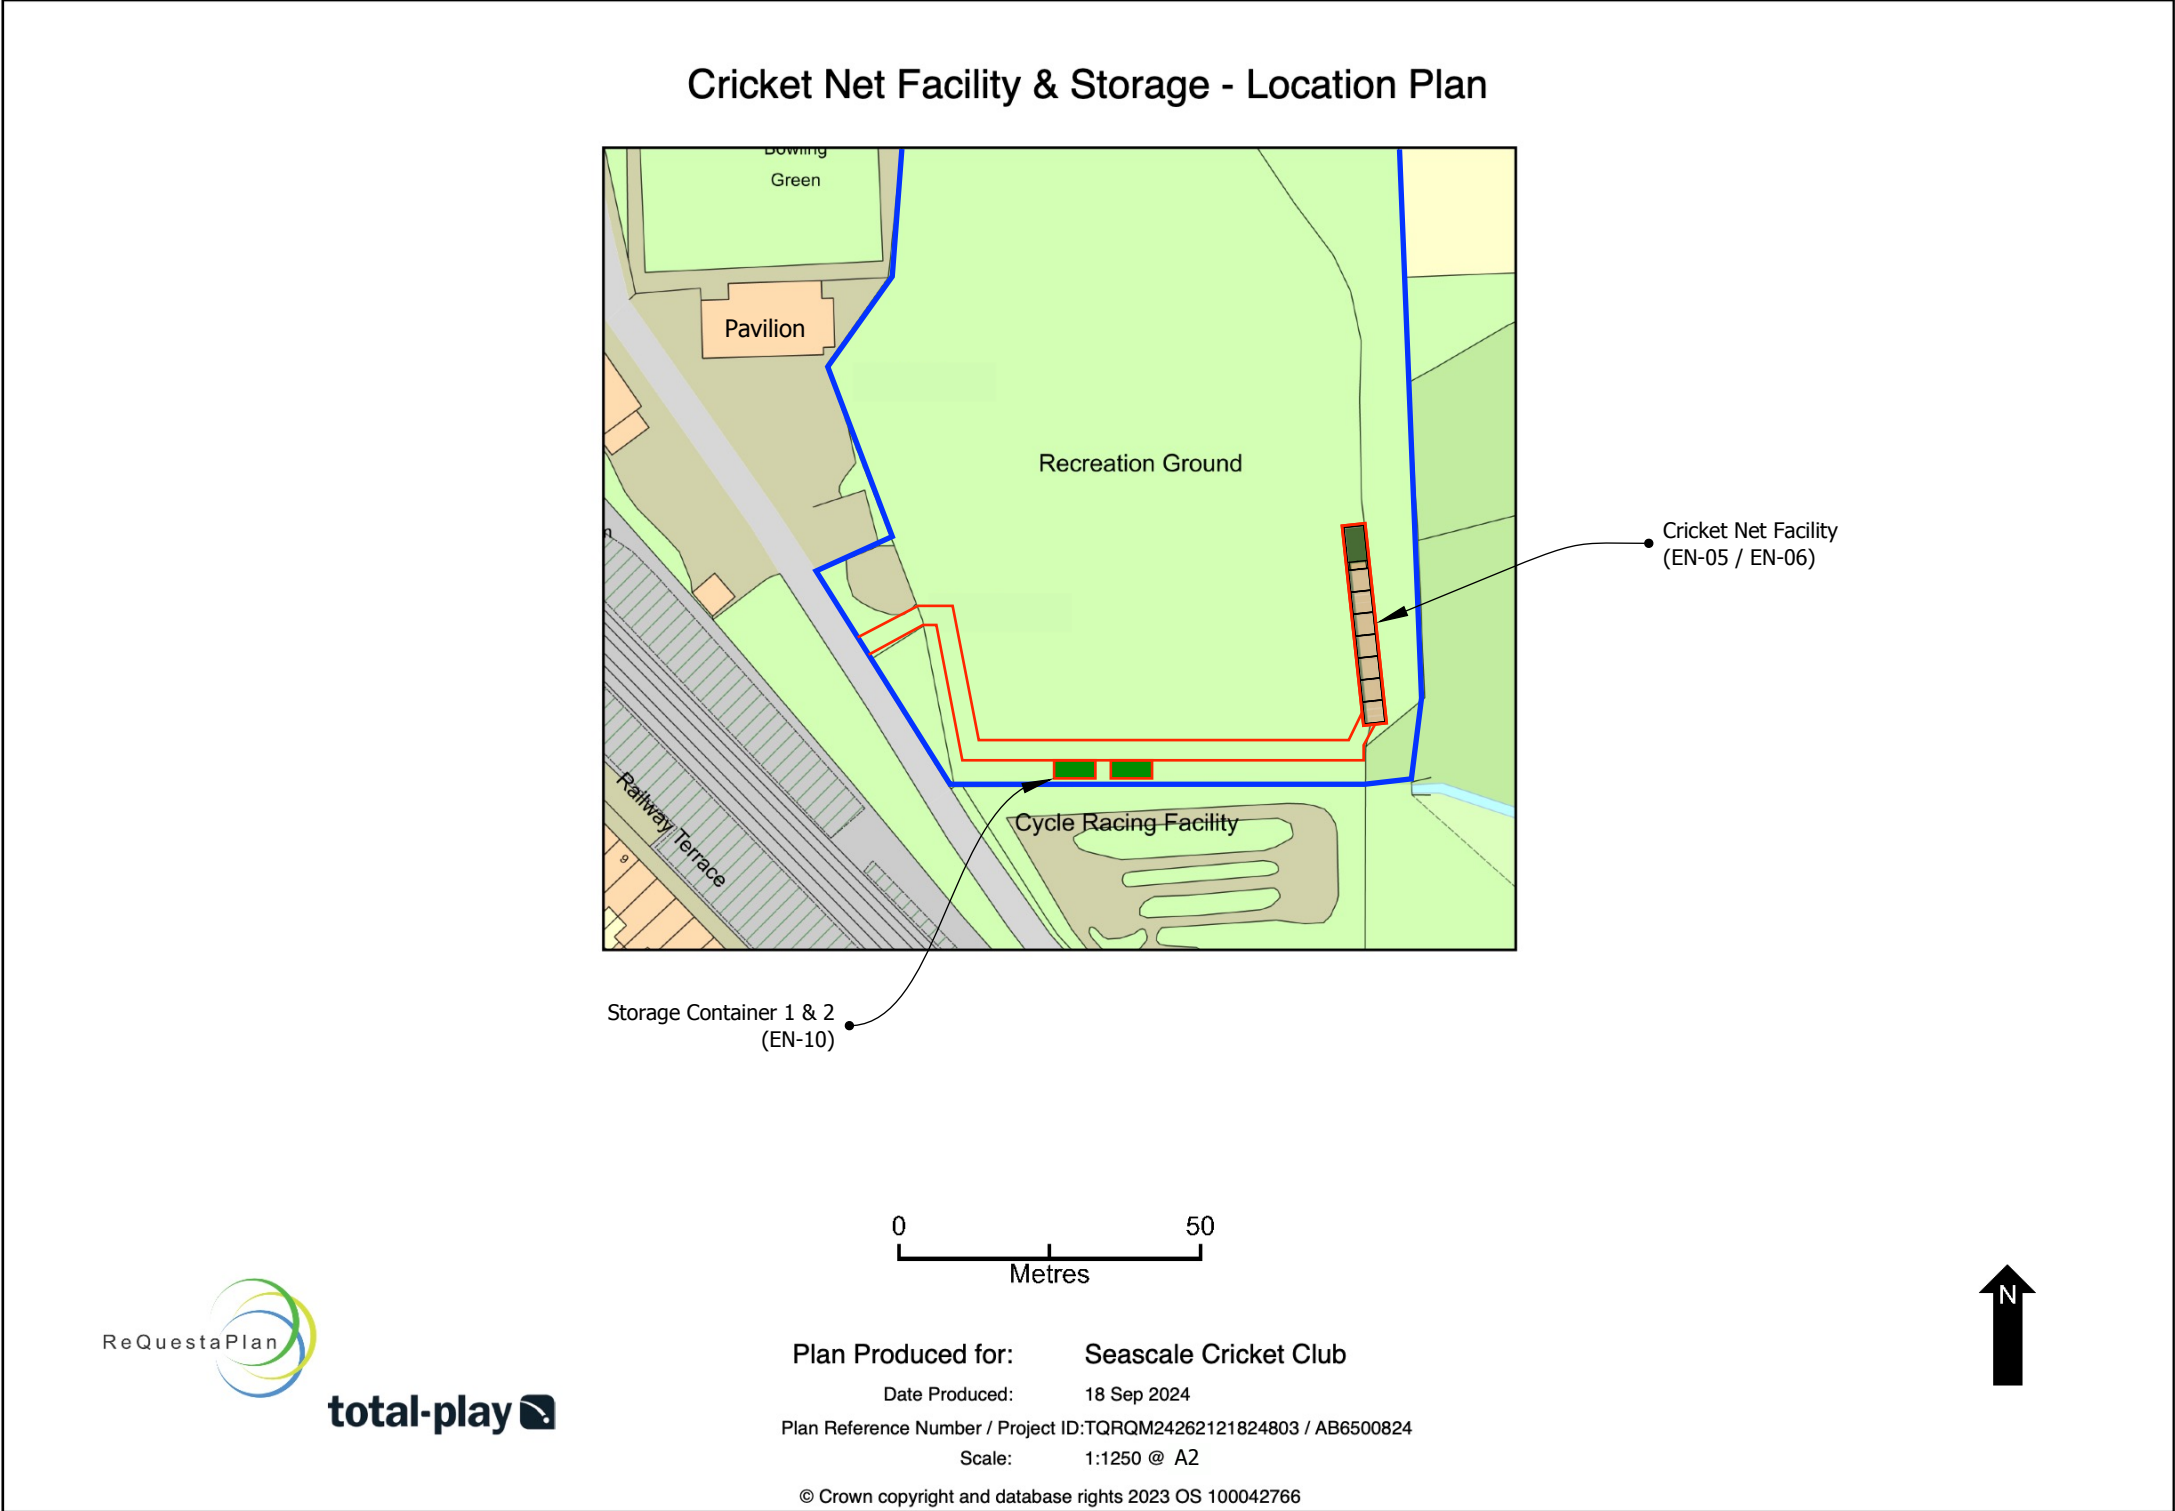 Cricket Net Facility & Storage - Location Plan
Bowling
Green
Pavilion
Recreation Ground
Cricket Net Facility
(EN-05 / EN-06)
n
Cycle Racing Facility
Railway Terrace
9
Storage Container 1 & 2
(EN-10)
0 50
Metres
N
ReQuestaPlan
total-play
Plan Produced for: Seascale Cricket Club
Date Produced: 18 Sep 2024
Plan Reference Number / Project ID:TQRQM24262121824803 / AB6500824
Scale: 1:1250 @ A2
© Crown copyright and database rights 2023 OS 100042766